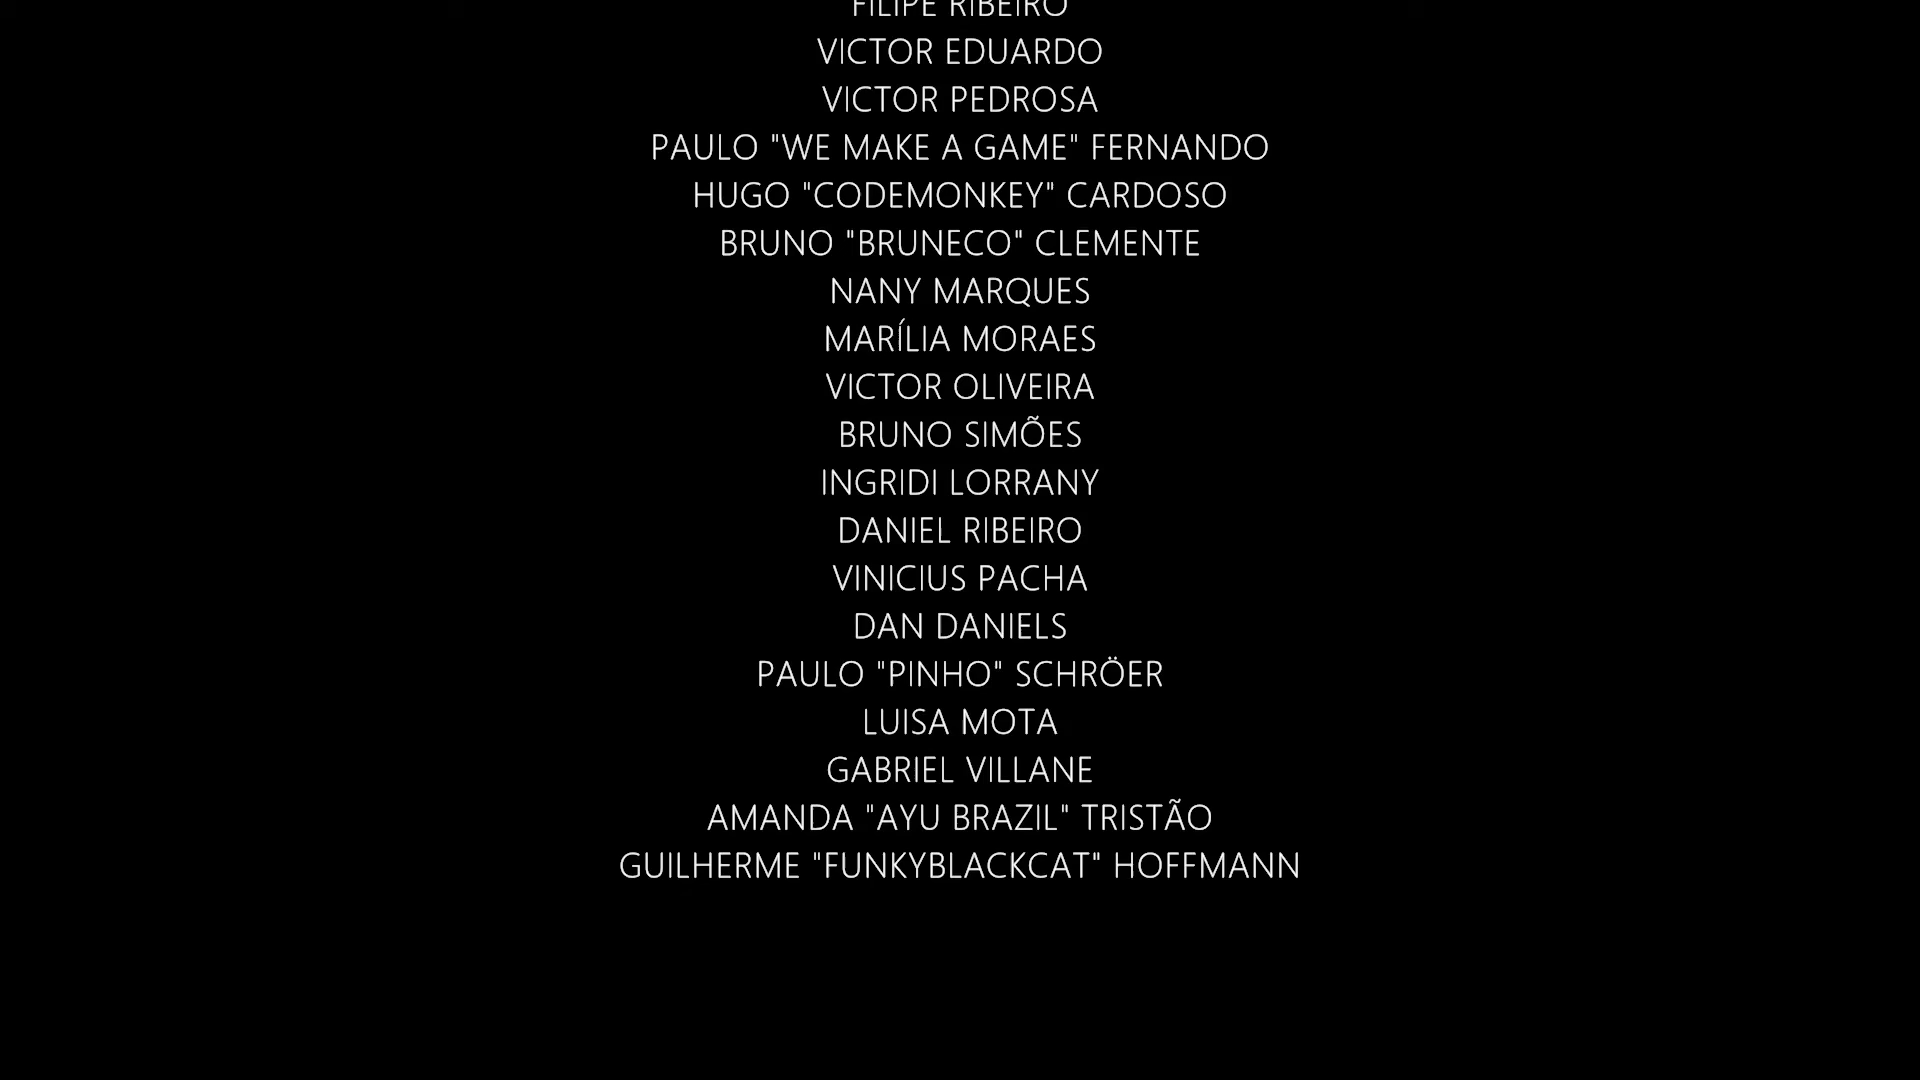 FILIPE RIBEIRO
VICTOR EDUARDO
VICTOR PEDROSA
PAULO "WE MAKE A GAME" FERNANDO
HUGO "CODEMONKEY" CARDOSO
BRUNO "BRUNECO" CLEMENTE
NANY MARQUES
MARÍLIA MORAES
VICTOR OLIVEIRA
BRUNO SIMÕES
INGRIDI LORRANY
DANIEL RIBEIRO
VINICIUS PACHA
DAN DANIELS
PAULO "PINHO" SCHRÖER
LUISA MOTA
GABRIEL VILLANE
AMANDA "AYU BRAZIL" TRISTÃO
GUILHERME "FUNKYBLACKCAT" HOFFMANN